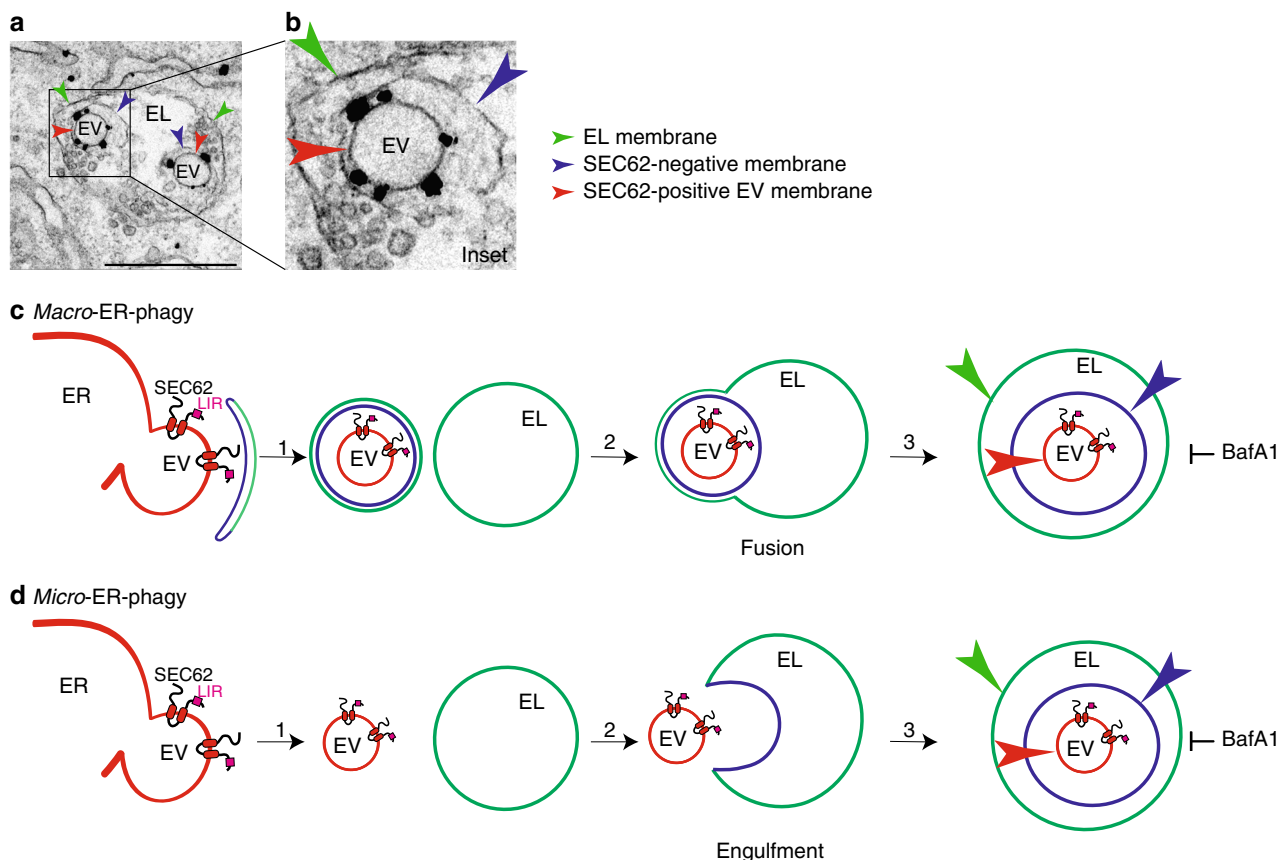 a
b
EL
EV
EV
EV
Inset
EL membrane
SEC62-negative membrane
SEC62-positive EV membrane
c Macro-ER-phagy
ER
SEC62
LIR
EV
1
EV
EL
2
EL
EV
Fusion
3
EL
EV
BafA1
d Micro-ER-phagy
ER
SEC62
LIR
EV
1
EV
EL
2
EL
EV
Engulfment
3
EL
EV
BafA1